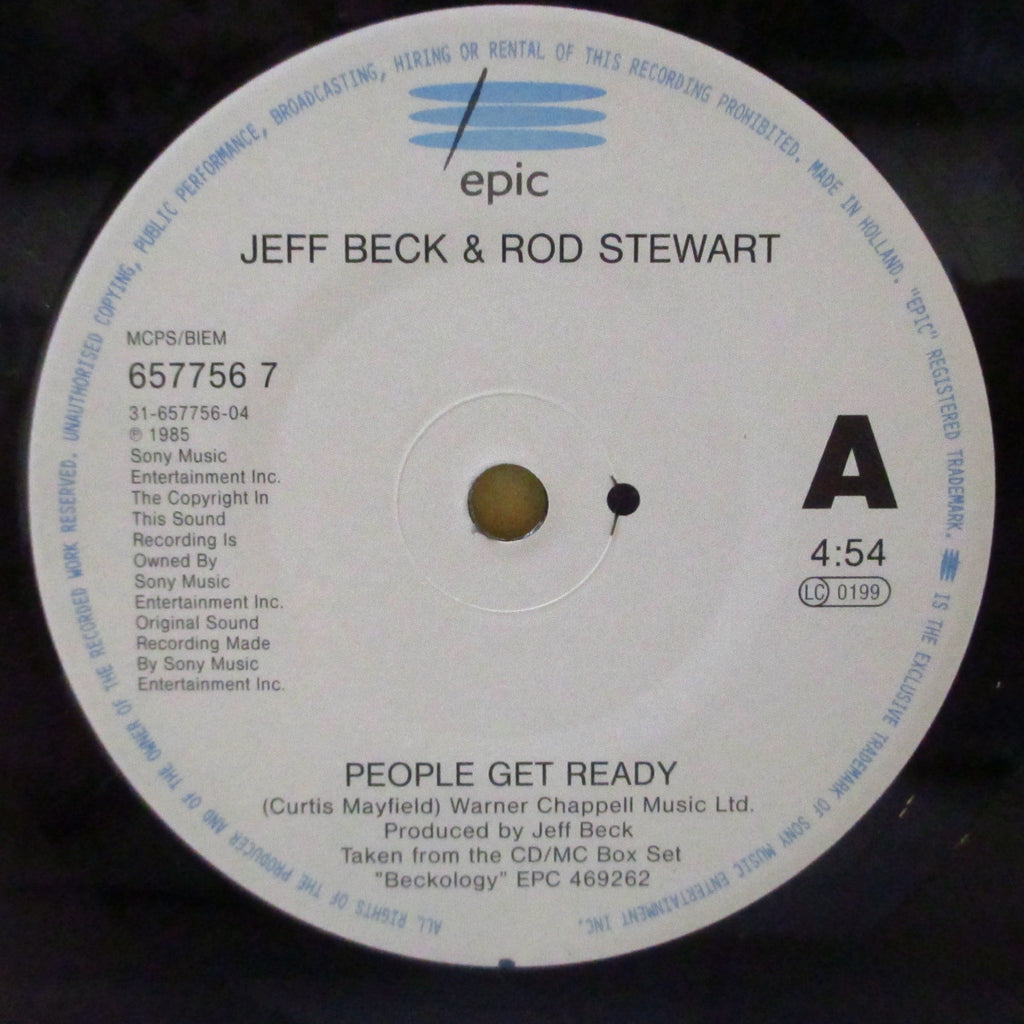 ALL RIGHTS OF THE PRODUCER AND OF THE OWNER OF THE RECORDED WORK RESERVED. UNAUTHORISED COPYING, PUBLIC PERFORMANCE, BROADCASTING, HIRING OR RENTAL OF THIS RECORDING PROHIBITED. MADE IN HOLLAND. "EPIC" REGISTERED TRADEMARK. IS THE EXCLUSIVE TRADEMARK OF SONY MUSIC ENTERTAINMENT INC.
epic
JEFF BECK & ROD STEWART
MCPS/BIEM
657756 7
31-657756-04
℗ 1985
Sony Music
Entertainment Inc.
The Copyright In
This Sound
Recording Is
Owned By
Sony Music
Entertainment Inc.
Original Sound
Recording Made
By Sony Music
Entertainment Inc.
A
4:54
LC 0199
PEOPLE GET READY
(Curtis Mayfield) Warner Chappell Music Ltd.
Produced by Jeff Beck
Taken from the CD/MC Box Set
"Beckology" EPC 469262